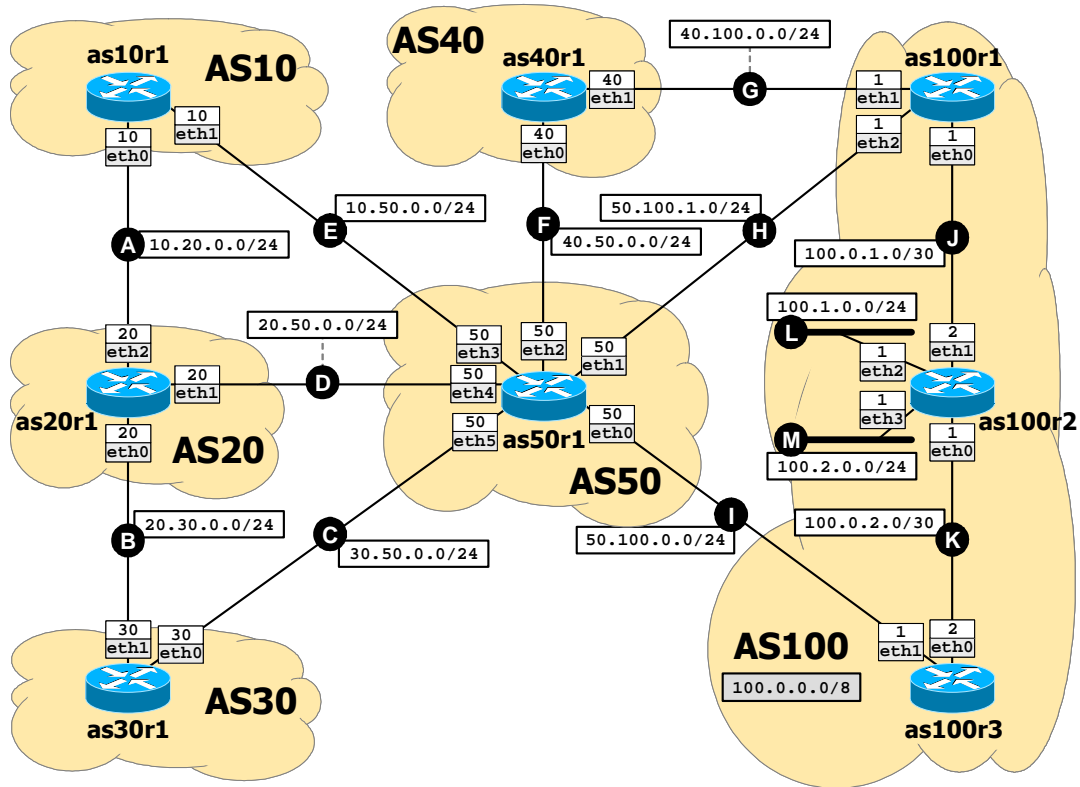 40.100.0.0/24
as10r1
AS10
AS40
as40r1
as100r1
40
eth1
G
1
eth1
10
eth1
1
eth2
10
eth0
40
eth0
1
eth0
10.50.0.0/24
50.100.1.0/24
E
F
H
A
10.20.0.0/24
40.50.0.0/24
J
100.0.1.0/30
20.50.0.0/24
100.1.0.0/24
L
20
eth2
50
eth3
50
eth2
50
eth1
2
eth1
1
eth2
20
eth1
D
50
eth4
as20r1
1
eth3
as50r1
as100r2
20
eth0
50
eth5
50
eth0
1
eth0
M
AS20
100.2.0.0/24
AS50
I
20.30.0.0/24
B
C
100.0.2.0/30
K
50.100.0.0/24
30.50.0.0/24
30
eth1
30
eth0
1
eth1
2
eth0
AS100
100.0.0.0/8
AS30
as30r1
as100r3